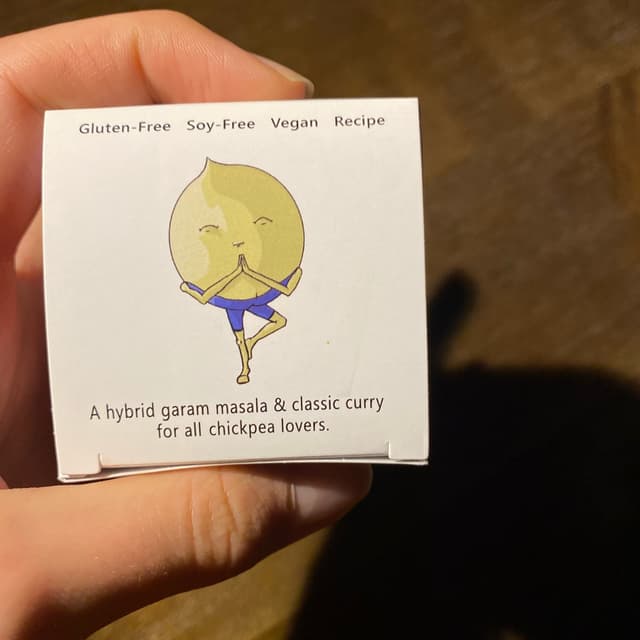 Gluten-Free Soy-Free Vegan Recipe
A hybrid garam masala & classic curry
for all chickpea lovers.